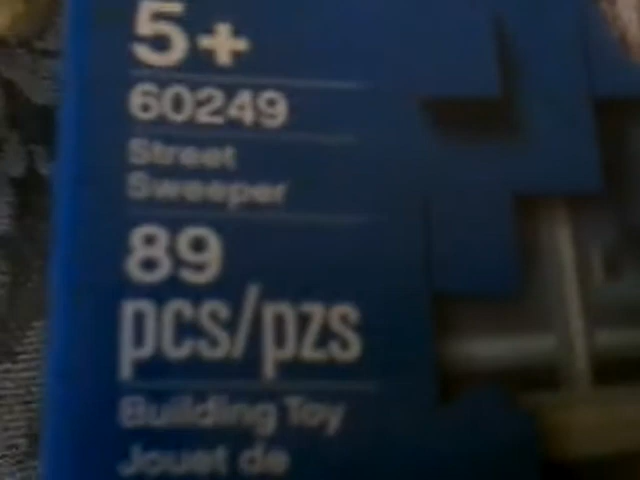 5+
60249
Street
Sweeper
89
pcs/pzs
Building Toy
Jouet de